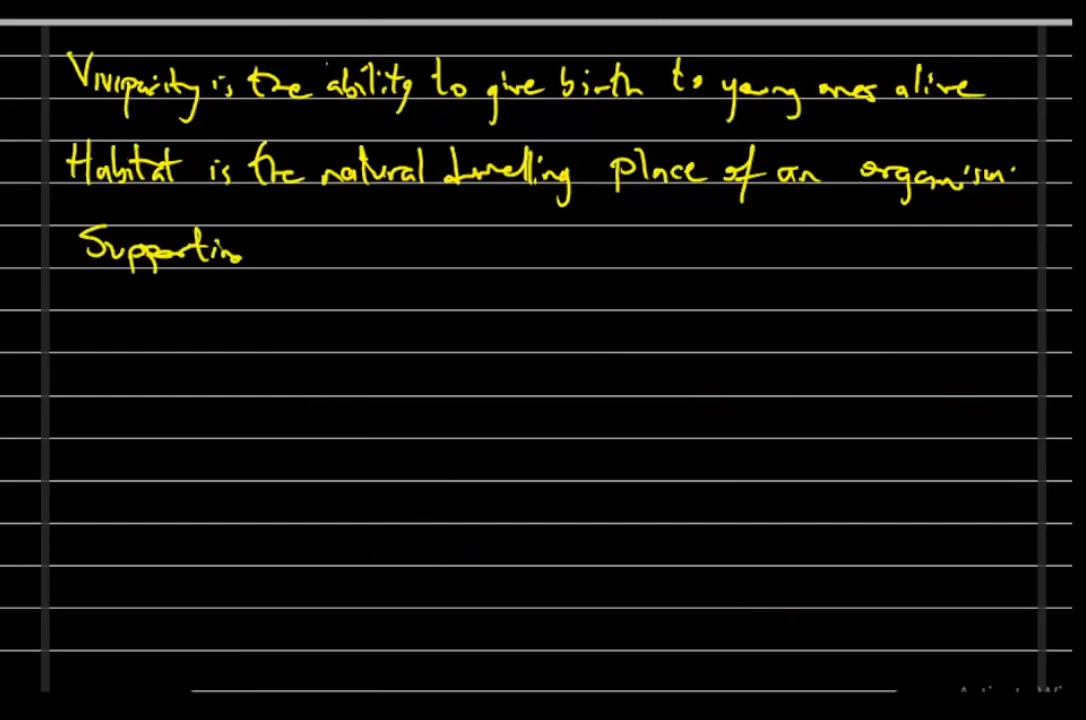 Viviparity is the ability to give birth to young ones alive
Habitat is the natural dwelling place of an organism.
Supportin